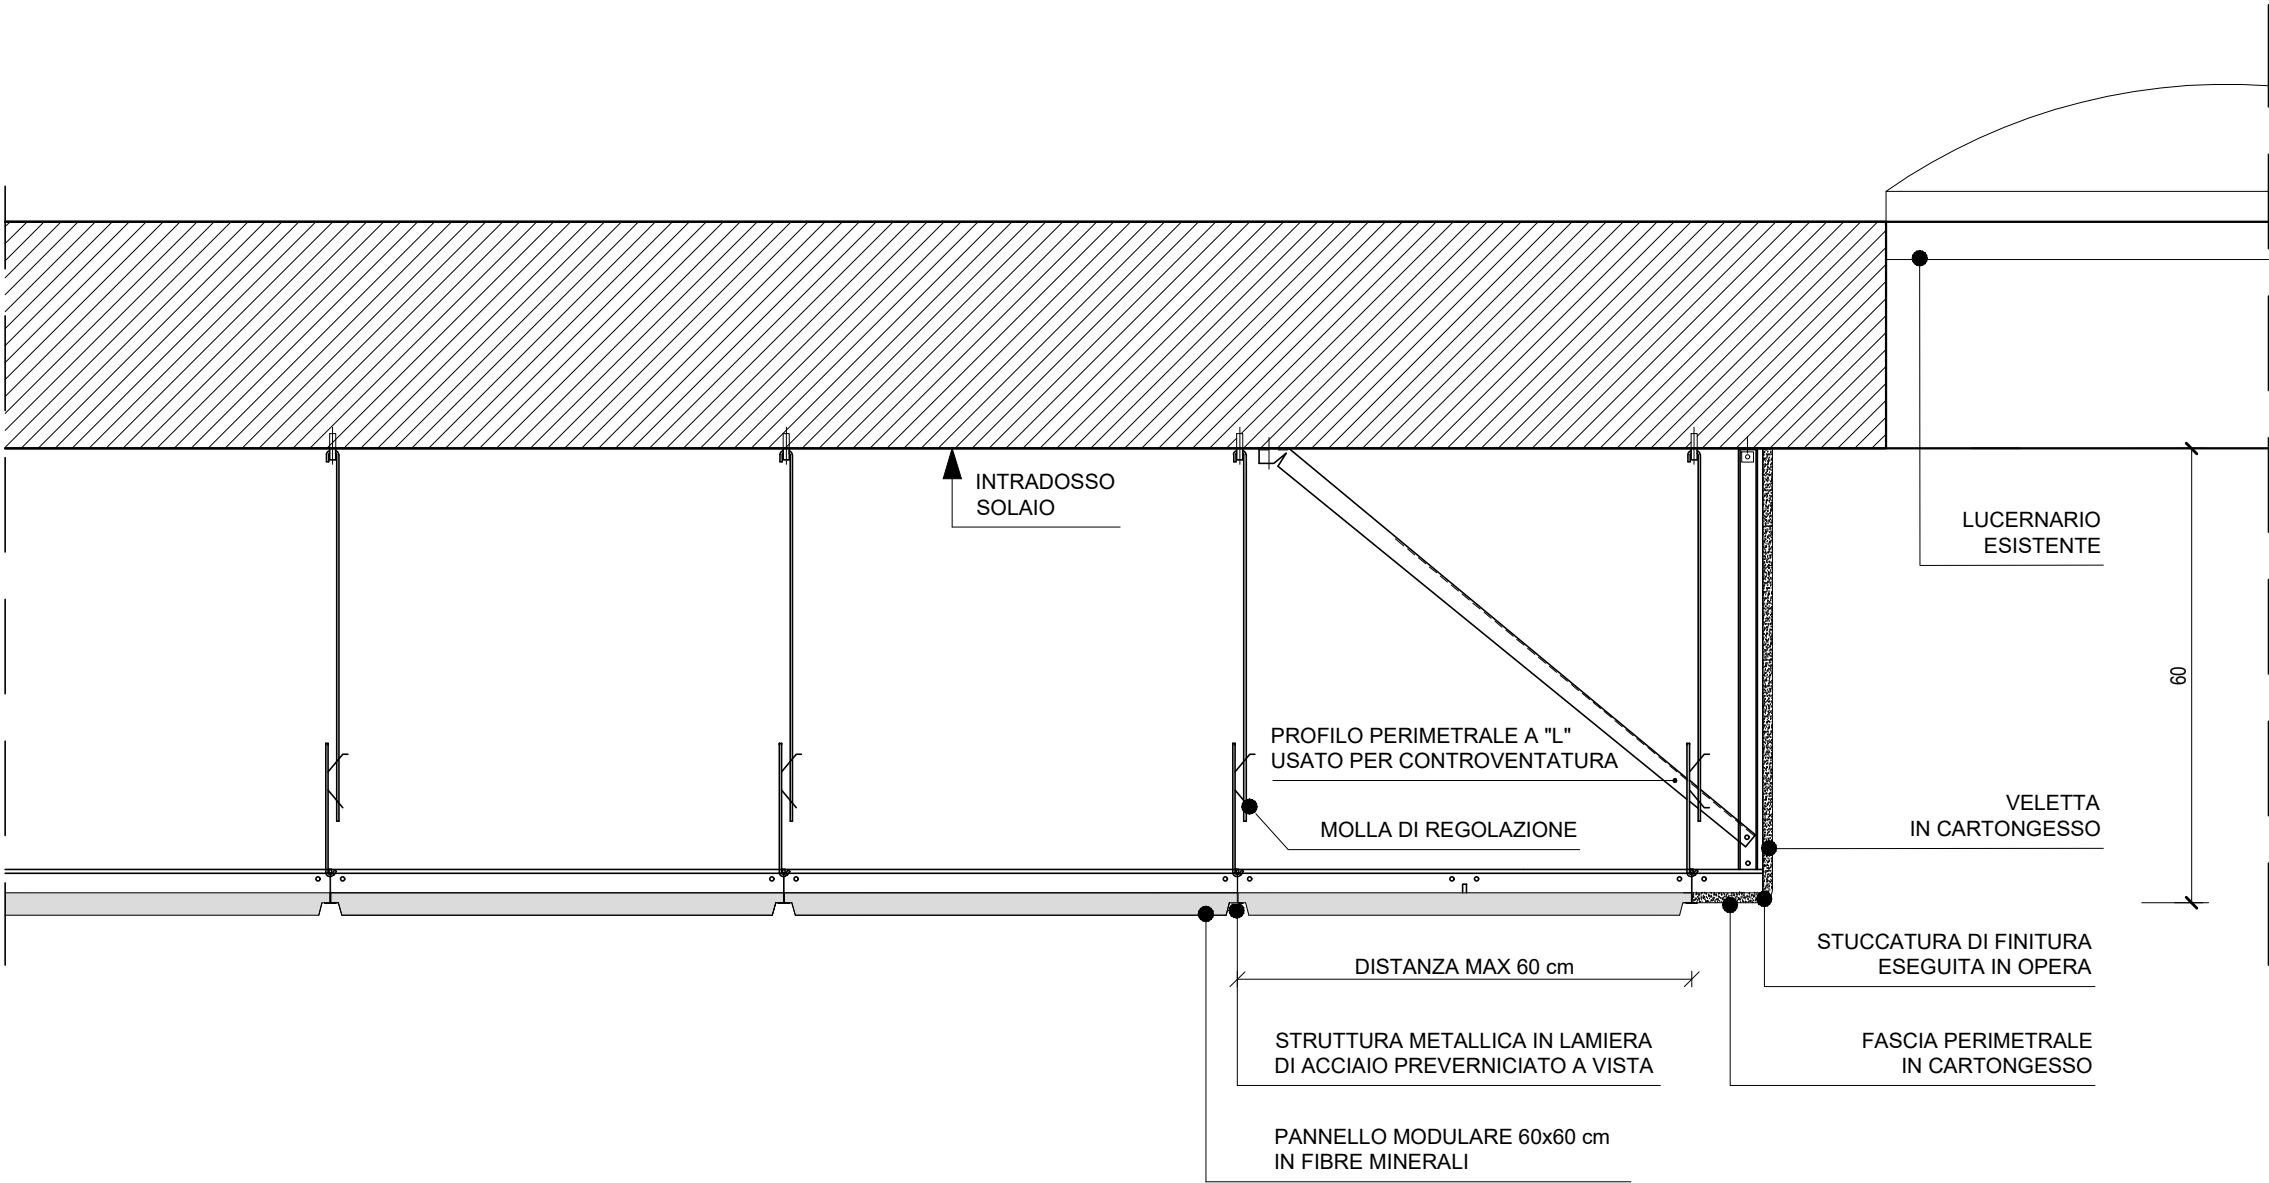 INTRADOSSO
SOLAIO
LUCERNARIO
ESISTENTE
60
PROFILO PERIMETRALE A "L"
USATO PER CONTROVENTATURA
MOLLA DI REGOLAZIONE
VELETTA
IN CARTONGESSO
STUCCATURA DI FINITURA
ESEGUITA IN OPERA
DISTANZA MAX 60 cm
STRUTTURA METALLICA IN LAMIERA
DI ACCIAIO PREVERNICIATO A VISTA
FASCIA PERIMETRALE
IN CARTONGESSO
PANNELLO MODULARE 60x60 cm
IN FIBRE MINERALI